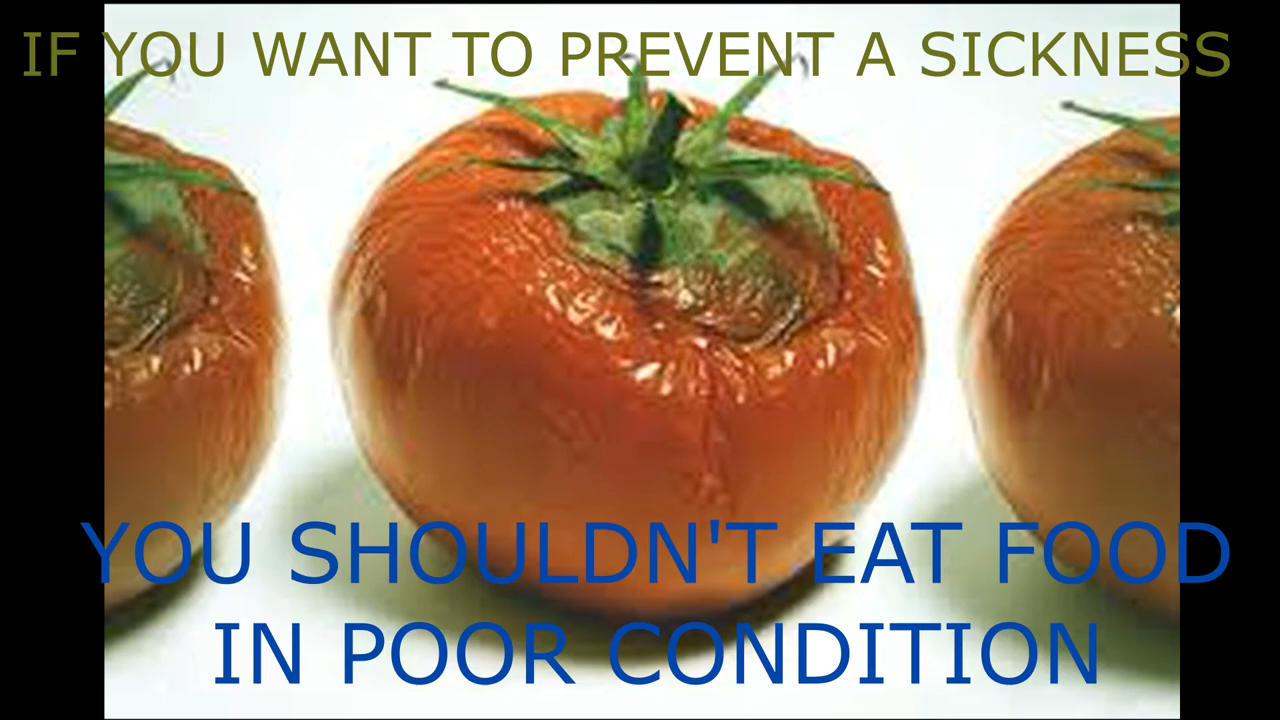 IF YOU WANT TO PREVENT A SICKNESS
YOU SHOULDN'T EAT FOOD
IN POOR CONDITION